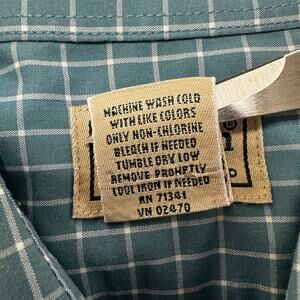 MACHINE WASH COLD
WITH LIKE COLORS
ONLY NON-CHLORINE
BLEACH IF NEEDED
TUMBLE DRY LOW
REMOVE PROMPTLY
COOL IRON IF NEEDED
RN 71341
VN 02470